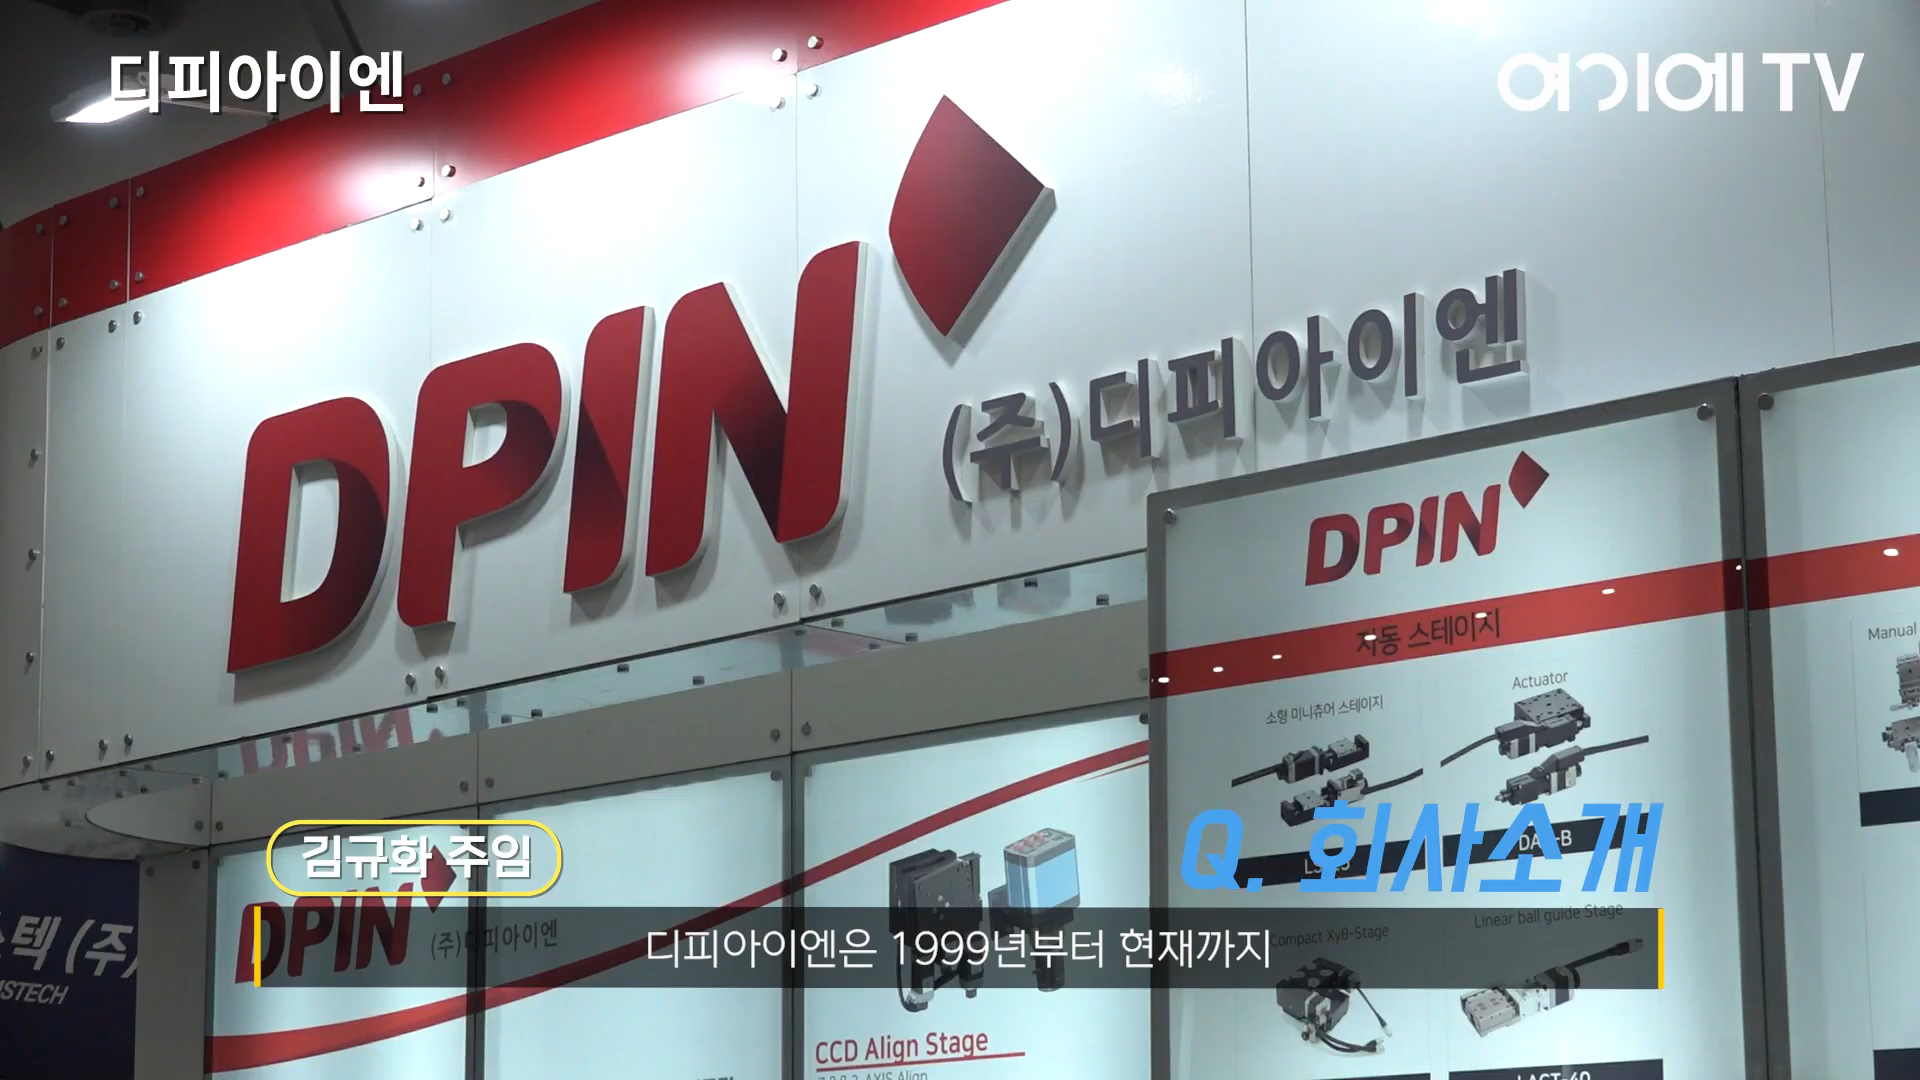 디피아이엔
여기에 TV
DPIN
(주)디피아이엔
DPIN
자동 스테이지
소형 미니츄어 스테이지
Actuator
Manual
김규화 주임
Q. 회사소개
디피아이엔은 1999년부터 현재까지
DPIN
(주)디피아이엔
스텍 (주)
Compact Xyθ-Stage
Linear ball guide Stage
CCD Align Stage